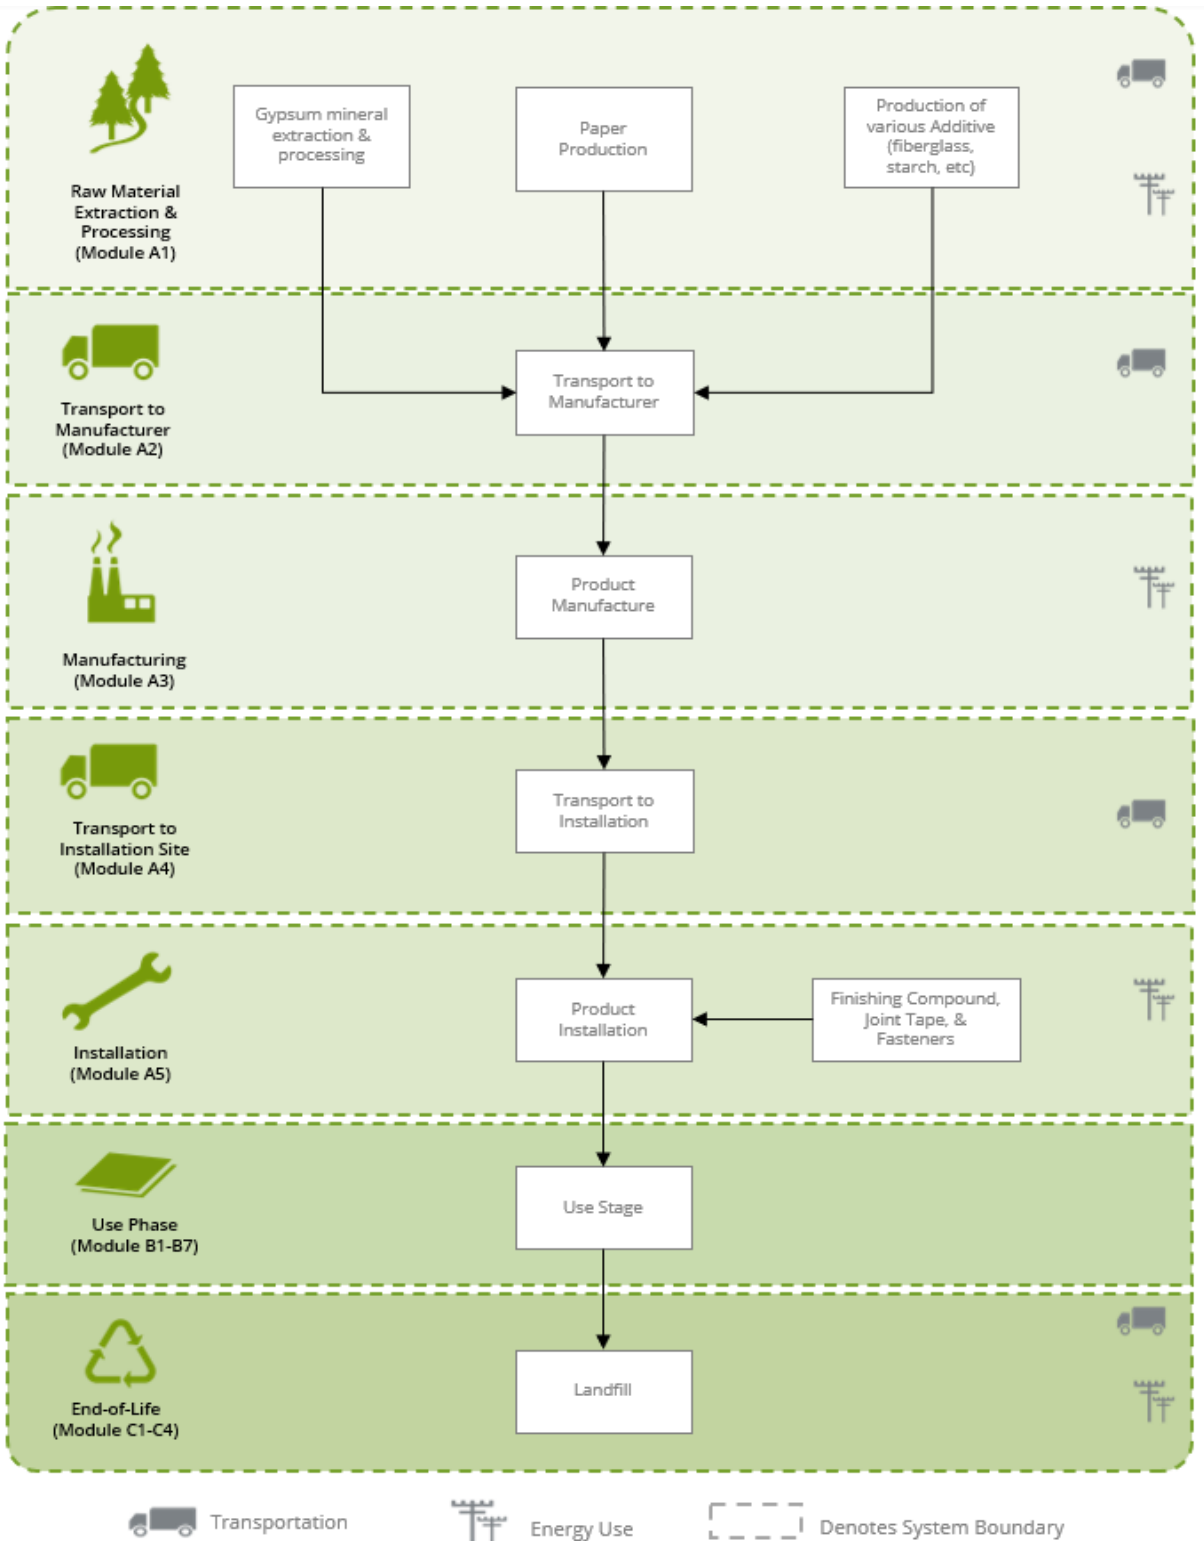 Gypsum mineral
extraction &
processing
Paper
Production
Production of
various Additive
(fiberglass,
starch, etc)
Raw Material
Extraction &
Processing
(Module A1)
Transport to
Manufacturer
(Module A2)
Transport to
Manufacturer
Manufacturing
(Module A3)
Product
Manufacture
Transport to
Installation Site
(Module A4)
Transport to
Installation
Installation
(Module A5)
Product
Installation
Finishing Compound,
Joint Tape, &
Fasteners
Use Phase
(Module B1-B7)
Use Stage
End-of-Life
(Module C1-C4)
Landfill
Transportation
Energy Use
Denotes System Boundary